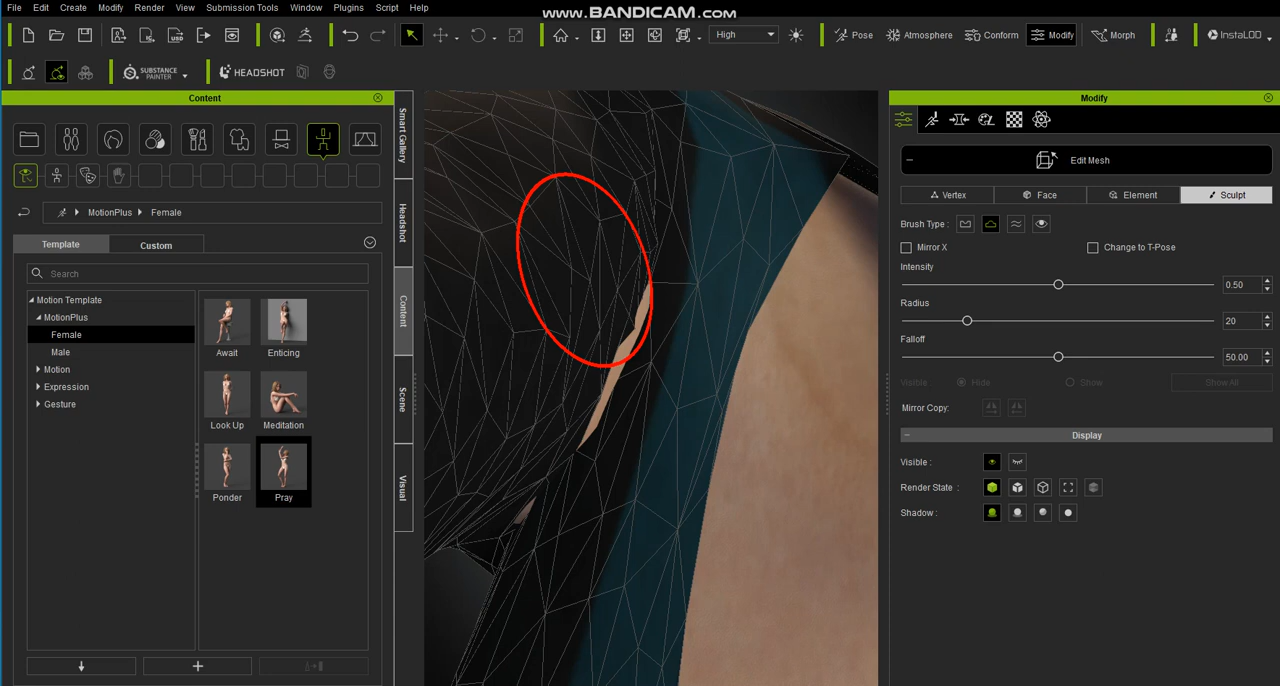 www.BANDICAM.com
File Edit Create Modify Render View Submission Tools Window Plugins Script Help
High Pose Atmosphere Conform Modify Morph InstaLOD
SUBSTANCE PAINTER HEADSHOT
Content
Smart Gallery
Headshot
Content
Scene
Visual
MotionPlus Female
Template Custom
Search
Motion Template
MotionPlus
Female
Male
Motion
Expression
Gesture
Await Enticing
Look Up Meditation
Ponder Pray
Modify
Edit Mesh
Vertex Face Element Sculpt
Brush Type :
Mirror X Change to T-Pose
Intensity
0.50
Radius
20
Falloff
50.00
Visible Hide Show Show All
Mirror Copy:
Display
Visible :
Render State :
Shadow :